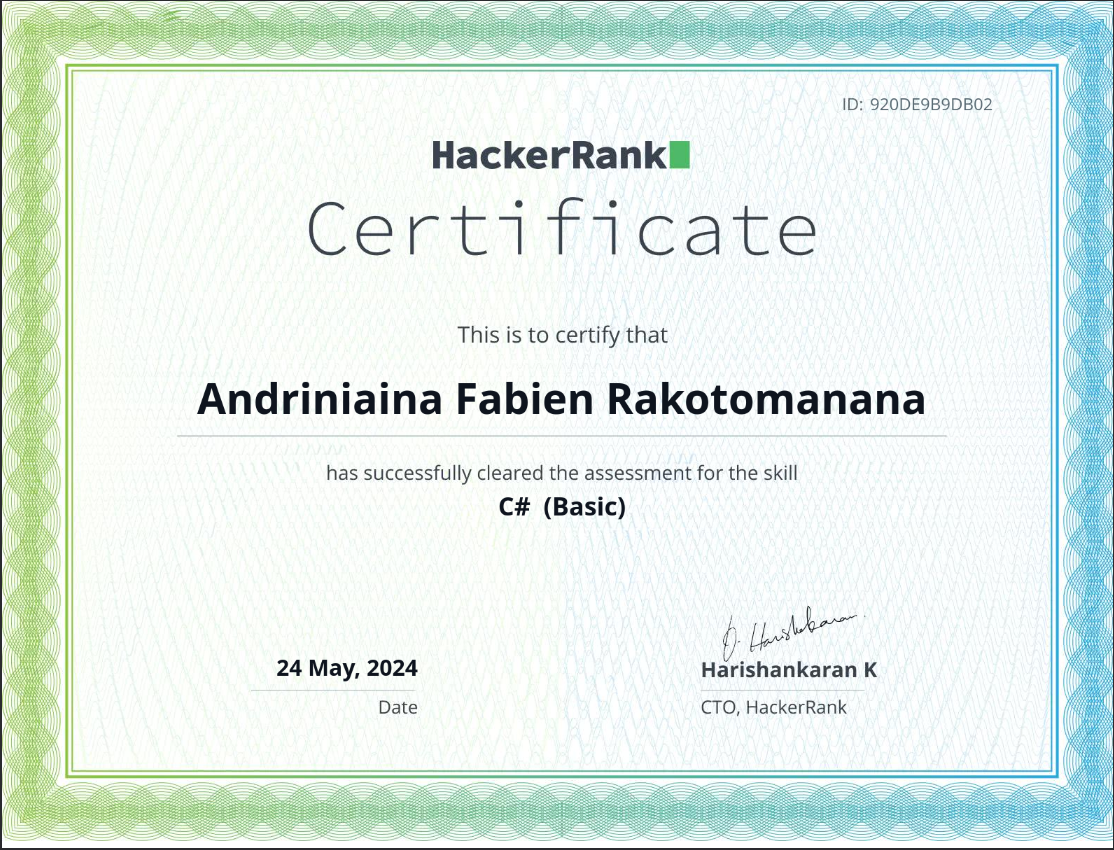 ID: 920DE9B9DB02
HackerRank
Certificate
This is to certify that
Andriniaina Fabien Rakotomanana
has successfully cleared the assessment for the skill
C# (Basic)
24 May, 2024
Date
D. Harishankaran
Harishankaran K
CTO, HackerRank